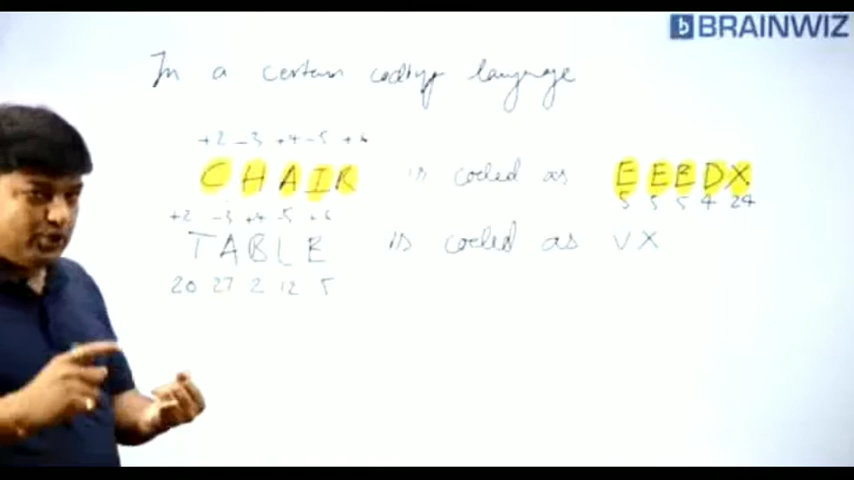 BRAINWIZ
In a certain coding language
+2 -3 +4 -5 +6
CHAIR is coded as EEEDX
5 5 5 4 24
+2 -3 +4 -5 +6
TABLE is coded as VX
20 27 2 12 5